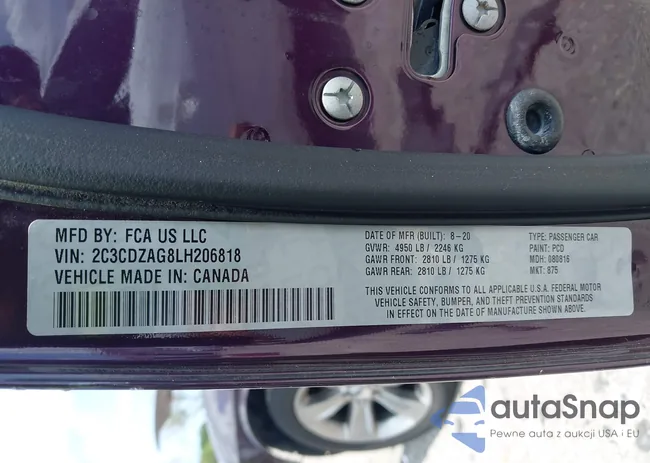 MFD BY: FCA US LLC
VIN: 2C3CDZAG8LH206818
VEHICLE MADE IN: CANADA
DATE OF MFR (BUILT): 8-20
GVWR: 4950 LB / 2246 KG
GAWR FRONT: 2810 LB / 1275 KG
GAWR REAR: 2810 LB / 1275 KG
TYPE: PASSENGER CAR
PAINT: PCD
MDH: 080816
MKT: 875
THIS VEHICLE CONFORMS TO ALL APPLICABLE U.S.A. FEDERAL MOTOR
VEHICLE SAFETY, BUMPER, AND THEFT PREVENTION STANDARDS
IN EFFECT ON THE DATE OF MANUFACTURE SHOWN ABOVE.
autaSnap
Pewne auta z aukcji USA i EU